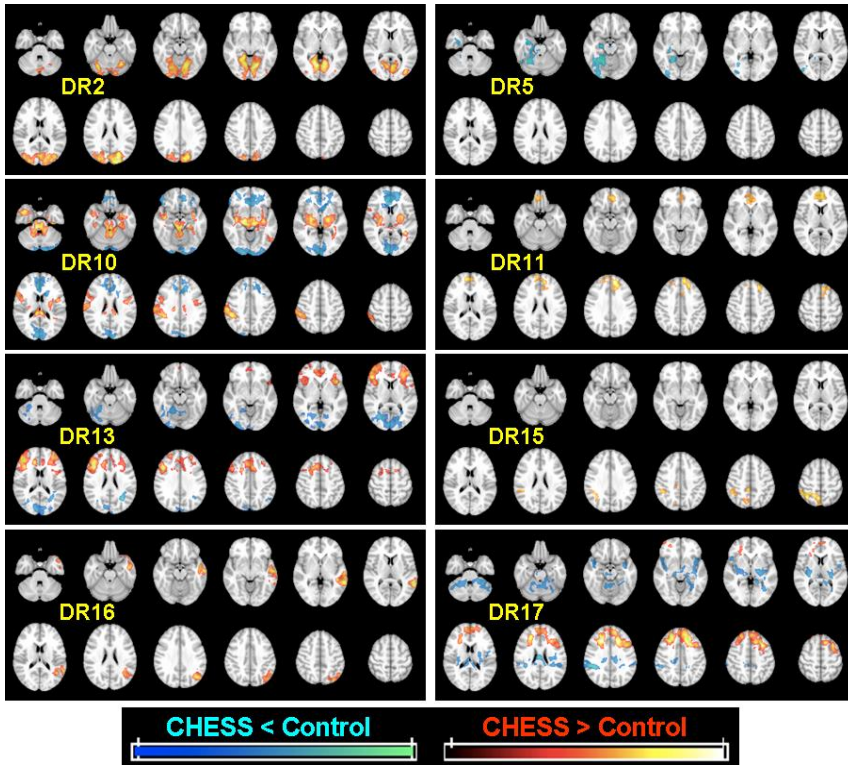 DR2
DR5
DR10
DR11
DR13
DR15
DR16
DR17
CHESS < Control
CHESS > Control